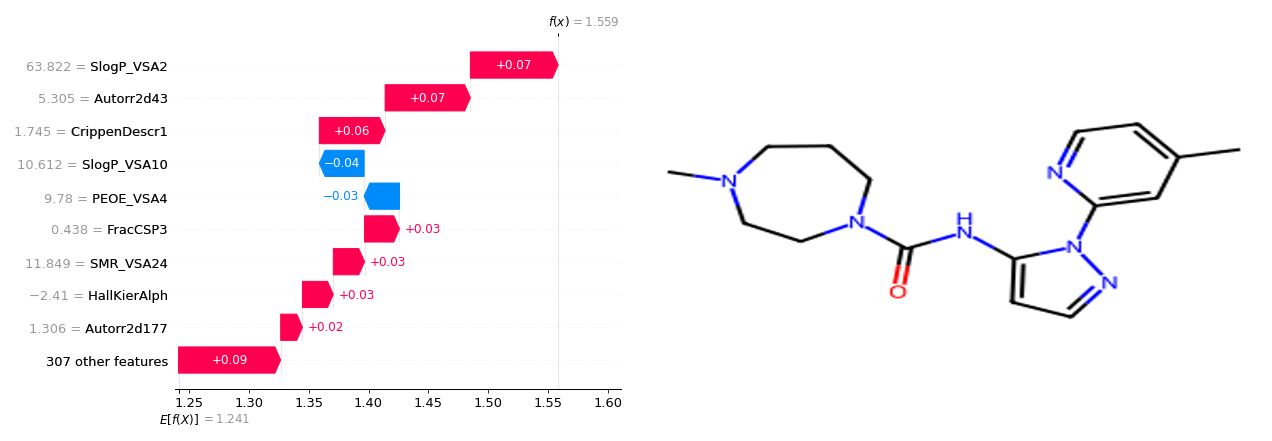 f(x) = 1.559
63.822 = SlogP_VSA2
+0.07
5.305 = Autorr2d43
+0.07
1.745 = CrippenDescr1
+0.06
10.612 = SlogP_VSA10
−0.04
9.78 = PEOE_VSA4
−0.03
0.438 = FracCSP3
+0.03
11.849 = SMR_VSA24
+0.03
−2.41 = HallKierAlph
+0.03
1.306 = Autorr2d177
+0.02
307 other features
+0.09
1.25 1.30 1.35 1.40 1.45 1.50 1.55 1.60
E[f(X)] = 1.241
N
N
O
H
N
N
N
N